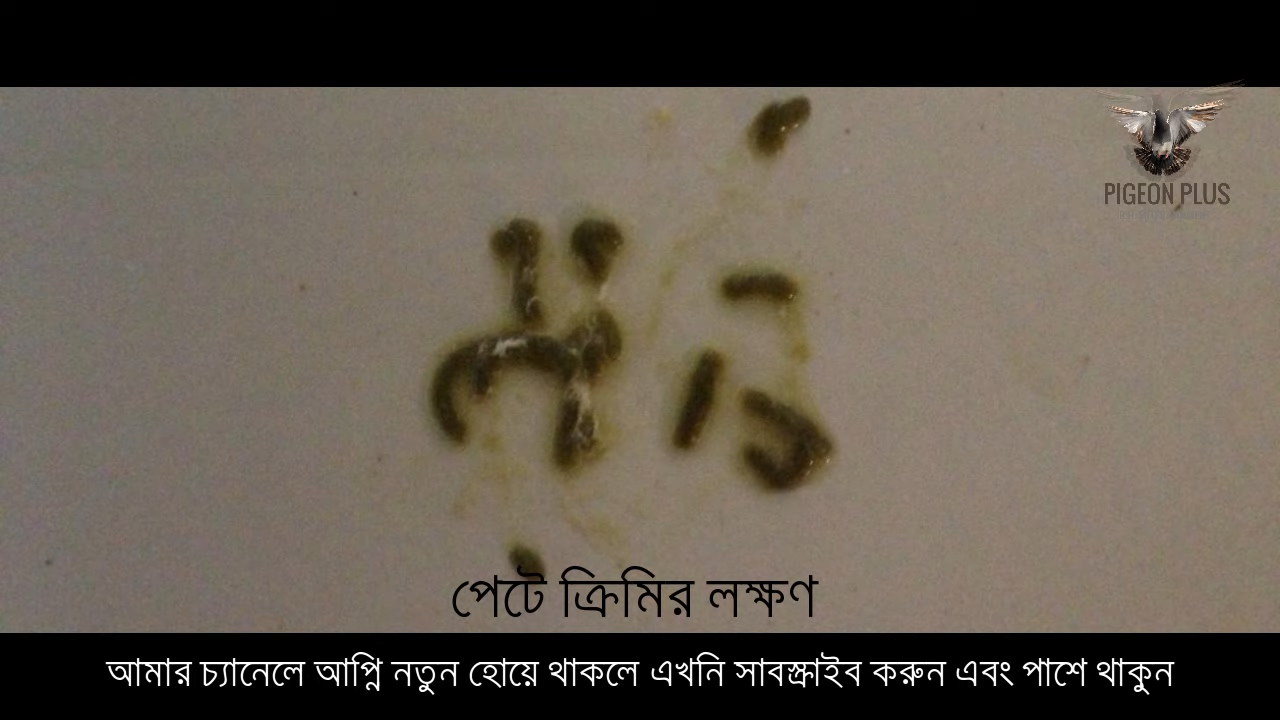 PIGEON PLUS
পেটে ক্রিমির লক্ষণ
আমার চ্যানেলে আপ্নি নতুন হোয়ে থাকলে এখনি সাবস্ক্রাইব করুন এবং পাশে থাকুন